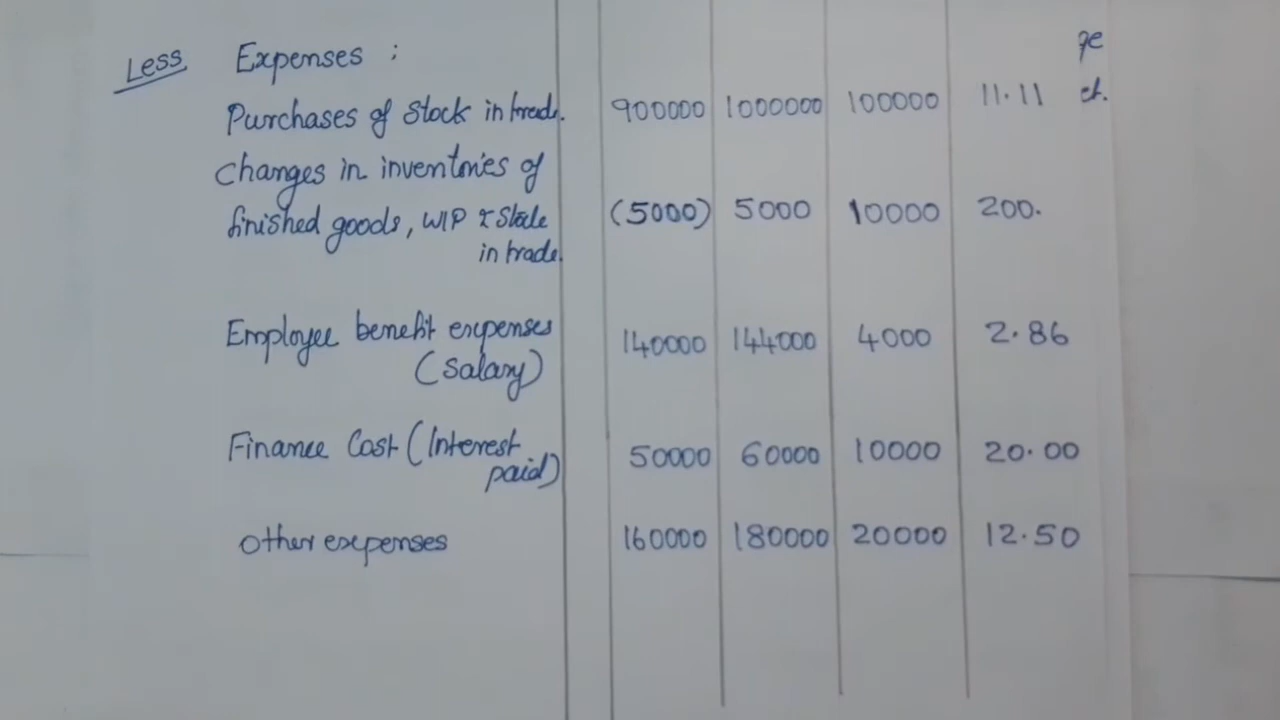 Less Expenses :
Purchases of Stock in trade. 900000 1000000 100000 11.11
Changes in inventories of
finished goods, WIP & Stock (5000) 5000 10000 200.
in trade.
Employee benefit expenses 140000 144000 4000 2.86
(Salary)
Finance Cost (Interest 50000 60000 10000 20.00
paid)
other expenses 160000 180000 20000 12.50